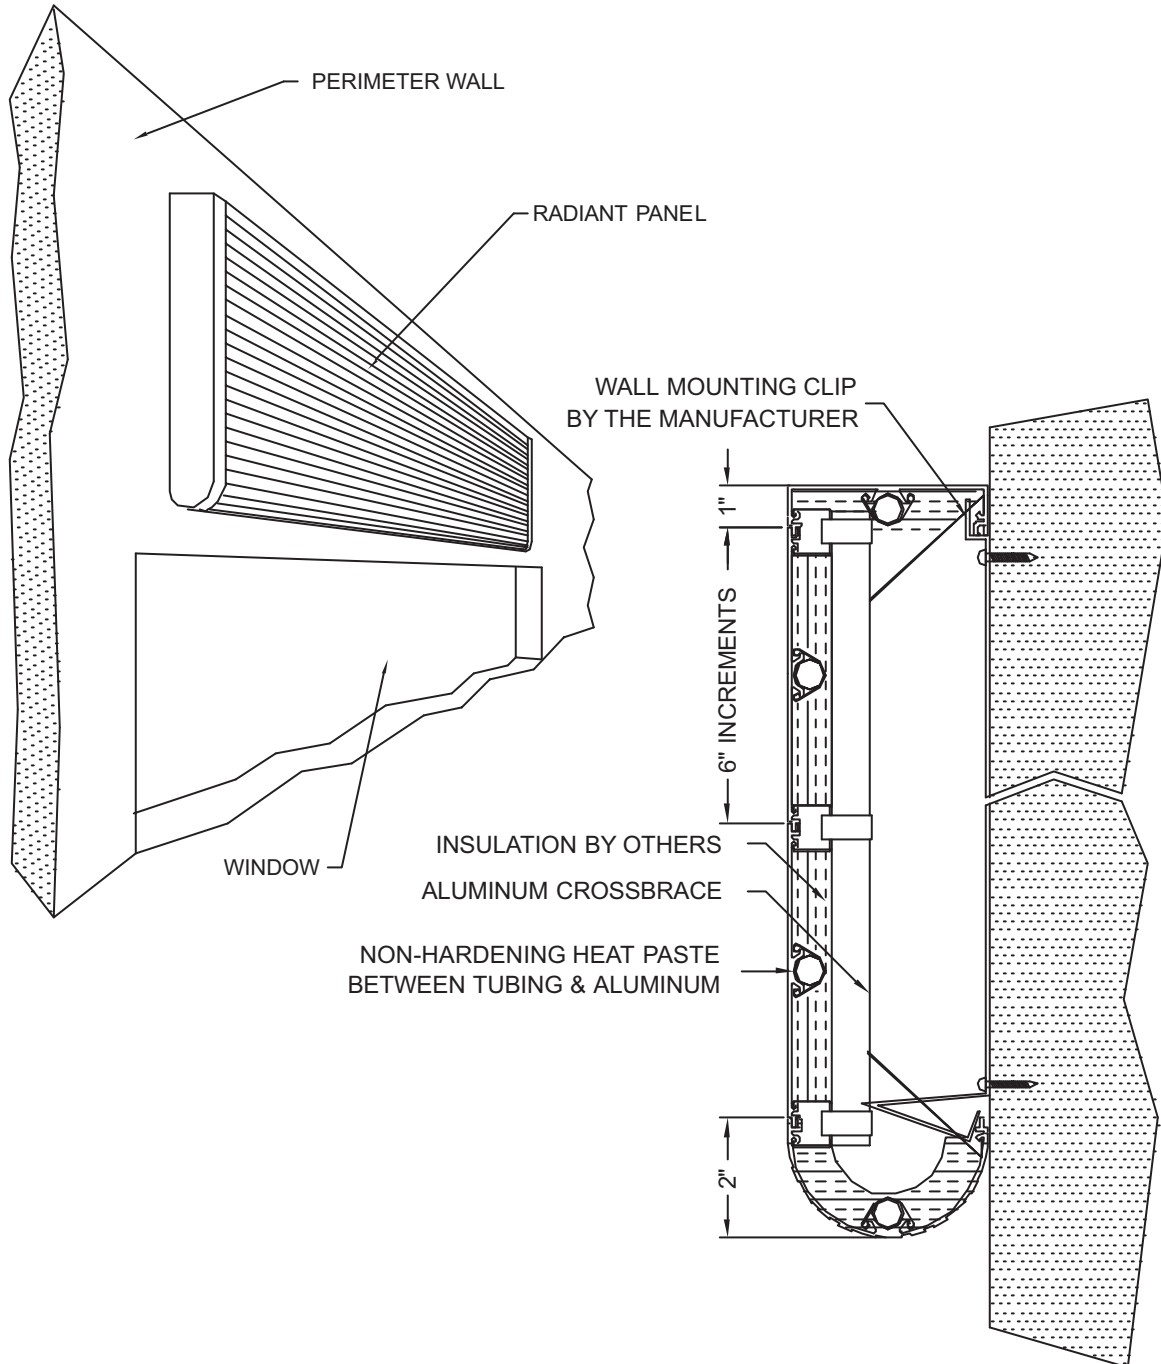 PERIMETER WALL
RADIANT PANEL
WALL MOUNTING CLIP
BY THE MANUFACTURER
1"
6" INCREMENTS
INSULATION BY OTHERS
ALUMINUM CROSSBRACE
WINDOW
NON-HARDENING HEAT PASTE
BETWEEN TUBING & ALUMINUM
2"